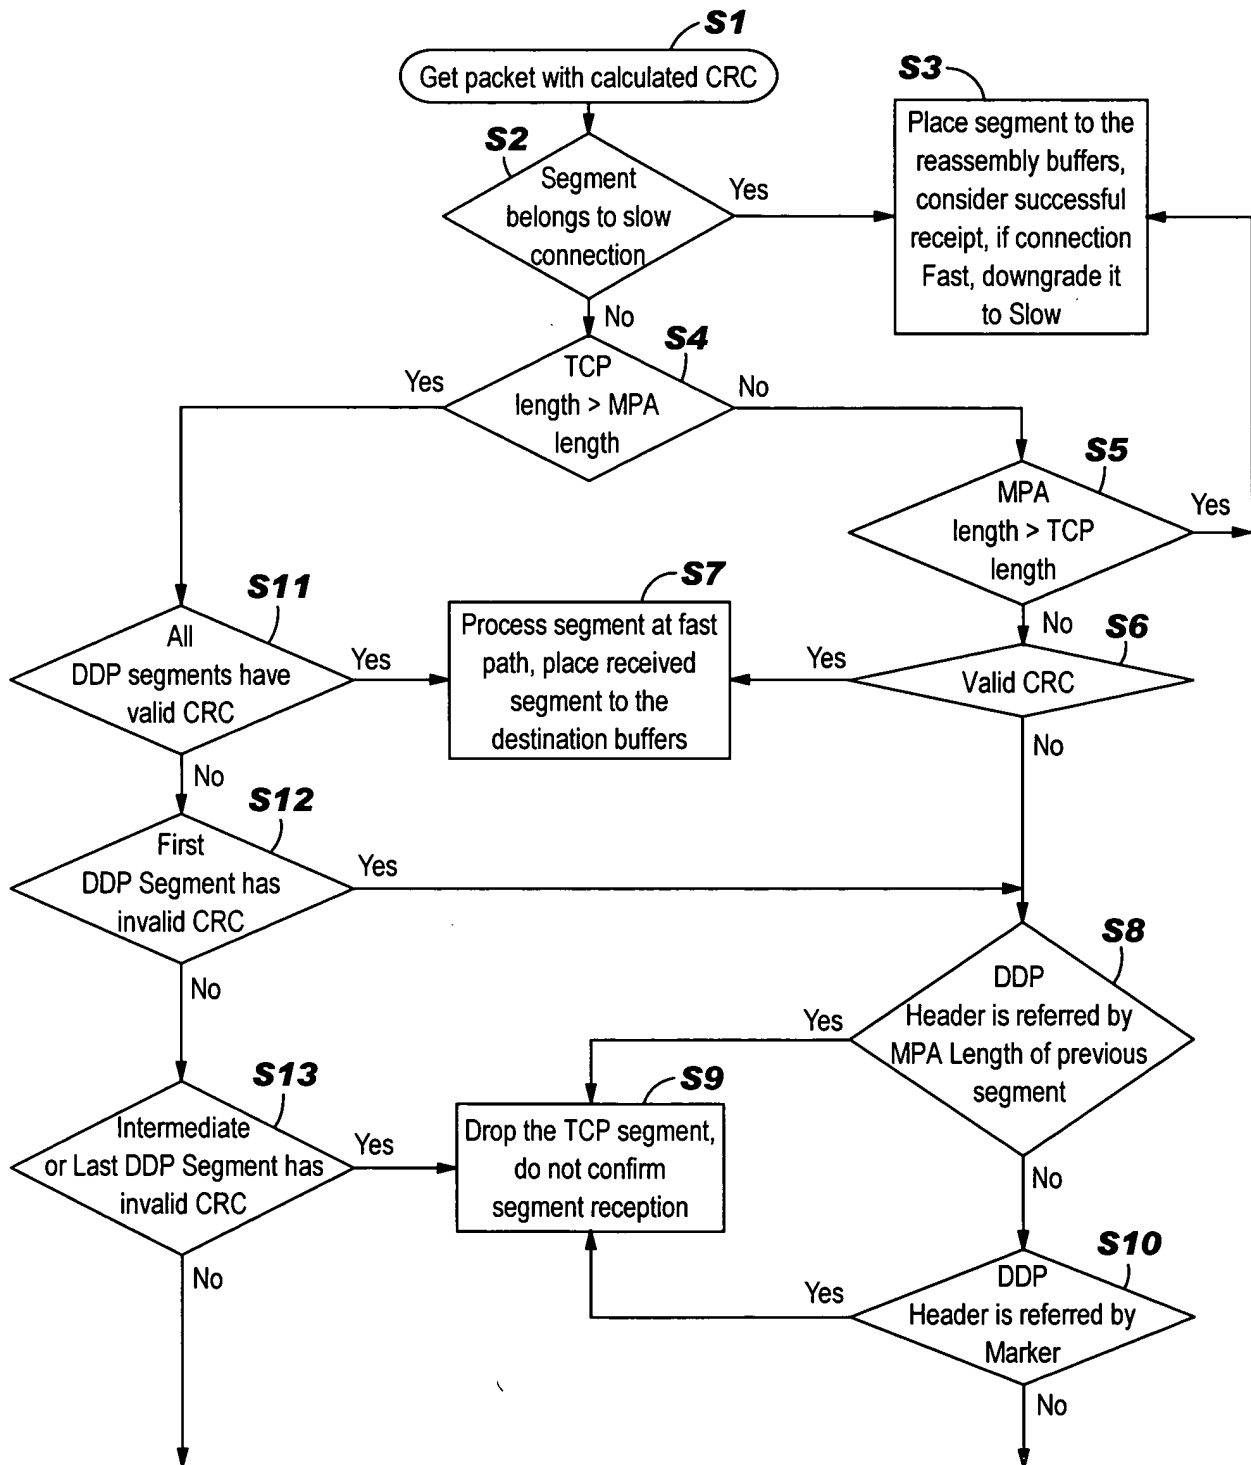 S1
Get packet with calculated CRC
S2
Segment
belongs to slow
connection
Yes
No
S3
Place segment to the
reassembly buffers,
consider successful
receipt, if connection
Fast, downgrade it
to Slow
S4
TCP
length > MPA
length
Yes
No
S5
MPA
length > TCP
length
Yes
No
S6
Valid CRC
Yes
No
S7
Process segment at fast
path, place received
segment to the
destination buffers
S11
All
DDP segments have
valid CRC
Yes
No
S12
First
DDP Segment has
invalid CRC
Yes
No
S8
DDP
Header is referred by
MPA Length of previous
segment
Yes
No
S13
Intermediate
or Last DDP Segment has
invalid CRC
Yes
No
S9
Drop the TCP segment,
do not confirm
segment reception
S10
DDP
Header is referred by
Marker
Yes
No